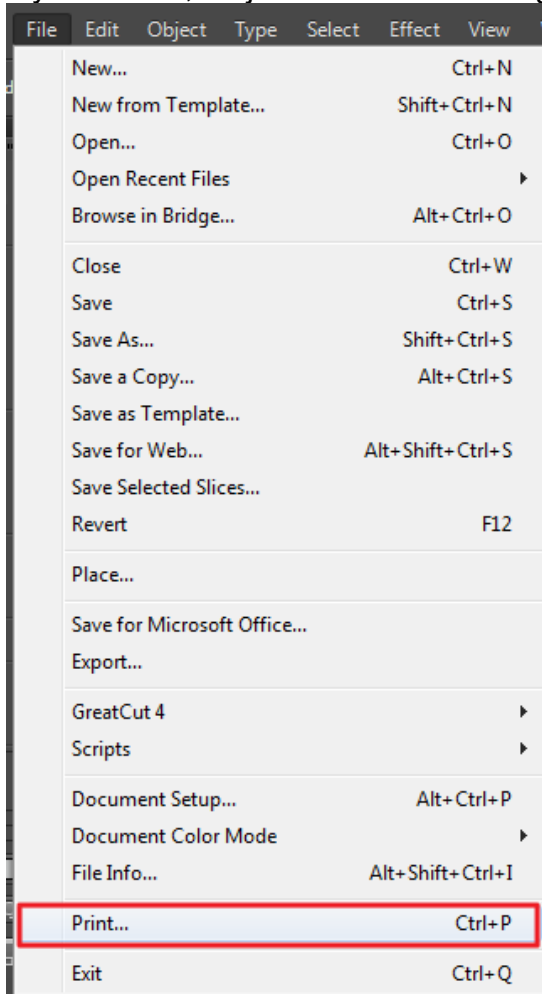 File Edit Object Type Select Effect View
New... Ctrl+N
New from Template... Shift+Ctrl+N
Open... Ctrl+O
Open Recent Files
Browse in Bridge... Alt+Ctrl+O
Close Ctrl+W
Save Ctrl+S
Save As... Shift+Ctrl+S
Save a Copy... Alt+Ctrl+S
Save as Template...
Save for Web... Alt+Shift+Ctrl+S
Save Selected Slices...
Revert F12
Place...
Save for Microsoft Office...
Export...
GreatCut 4
Scripts
Document Setup... Alt+Ctrl+P
Document Color Mode
File Info... Alt+Shift+Ctrl+I
Print... Ctrl+P
Exit Ctrl+Q